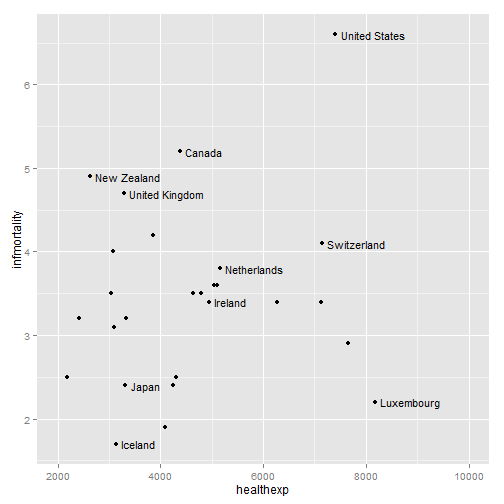 United States
6
Canada
5
New Zealand
United Kingdom
infmortality
4
Switzerland
Netherlands
Ireland
3
Japan
Luxembourg
2
Iceland
2000 4000 6000 8000 10000
healthexp